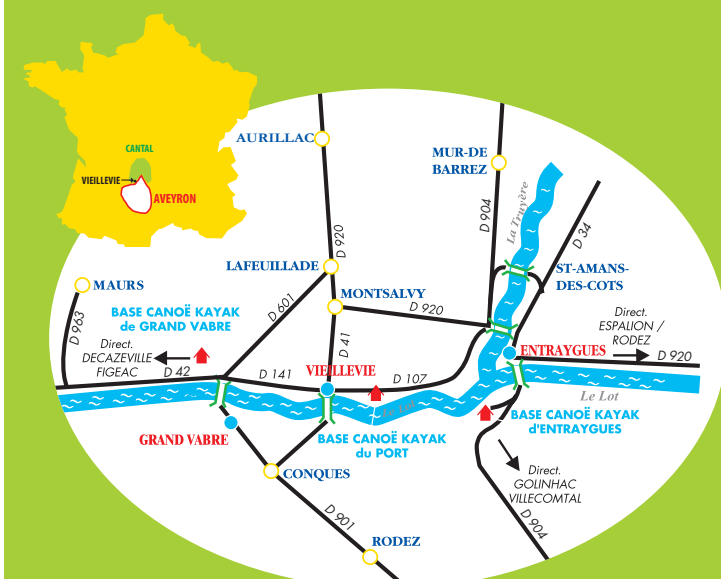 CANTAL
VIEILLEVIE
AVEYRON
AURILLAC
MUR-DE
BARREZ
La Truyère
D 904
D 34
D 920
LAFEUILLADE
ST-AMANS-
DES-COTS
MAURS
MONTSALVY
D 601
D 920
BASE CANOË KAYAK
de GRAND VABRE
D 963
Direct.
ESPALION /
RODEZ
Direct.
DECAZEVILLE
FIGEAC
D 41
ENTRAYGUES
D 920
D 42
D 141
VIEILLEVIE
D 107
Le Lot
Le Lot
GRAND VABRE
BASE CANOË KAYAK
du PORT
BASE CANOË KAYAK
d'ENTRAYGUES
CONQUES
Direct.
GOLINHAC
VILLECOMTAL
D 901
D 904
RODEZ